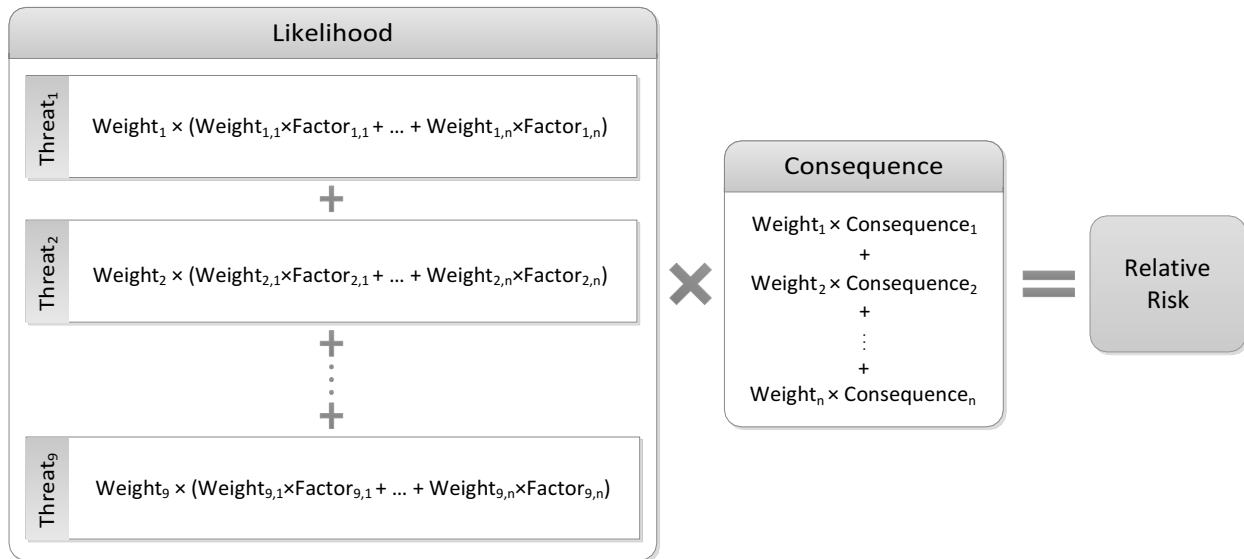 Likelihood
Threat₁
Weight₁ × (Weight₁,₁×Factor₁,₁ + ... + Weight₁,ₙ×Factor₁,ₙ)
+
Threat₂
Weight₂ × (Weight₂,₁×Factor₂,₁ + ... + Weight₂,ₙ×Factor₂,ₙ)
+
⋮
+
Threat₉
Weight₉ × (Weight₉,₁×Factor₉,₁ + ... + Weight₉,ₙ×Factor₉,ₙ)
×
Consequence
Weight₁ × Consequence₁
+
Weight₂ × Consequence₂
+
⋮
+
Weightₙ × Consequenceₙ
=
Relative
Risk